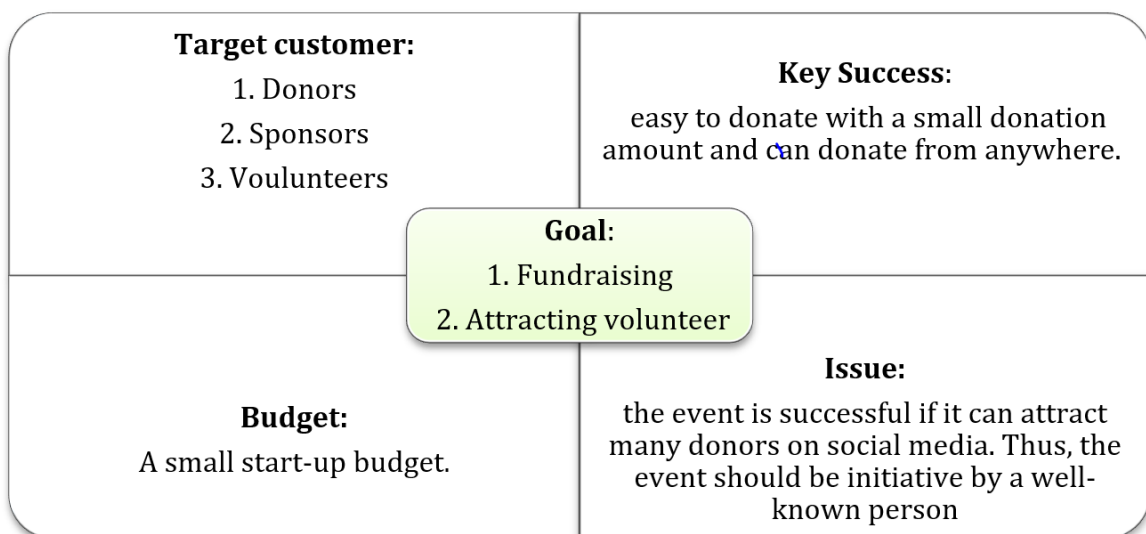 Target customer:
1. Donors
2. Sponsors
3. Voulunteers
Key Success:
easy to donate with a small donation
amount and can donate from anywhere.
Goal:
1. Fundraising
2. Attracting volunteer
Budget:
A small start-up budget.
Issue:
the event is successful if it can attract
many donors on social media. Thus, the
event should be initiative by a well-
known person